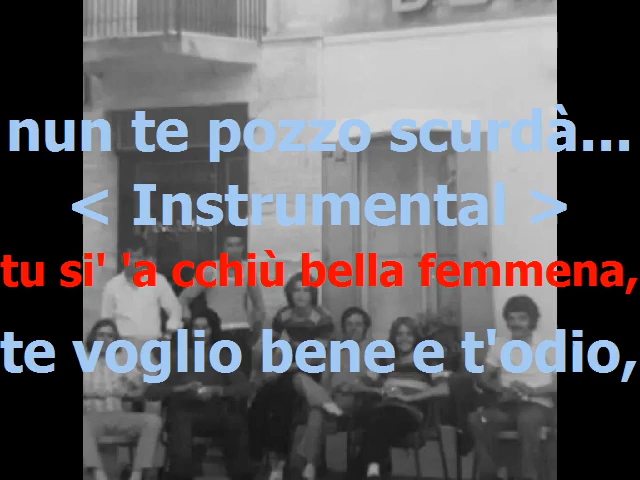 nun te pozzo scurdà...
< Instrumental >
tu si' 'a cchiù bella femmena,
te voglio bene e t'odio,